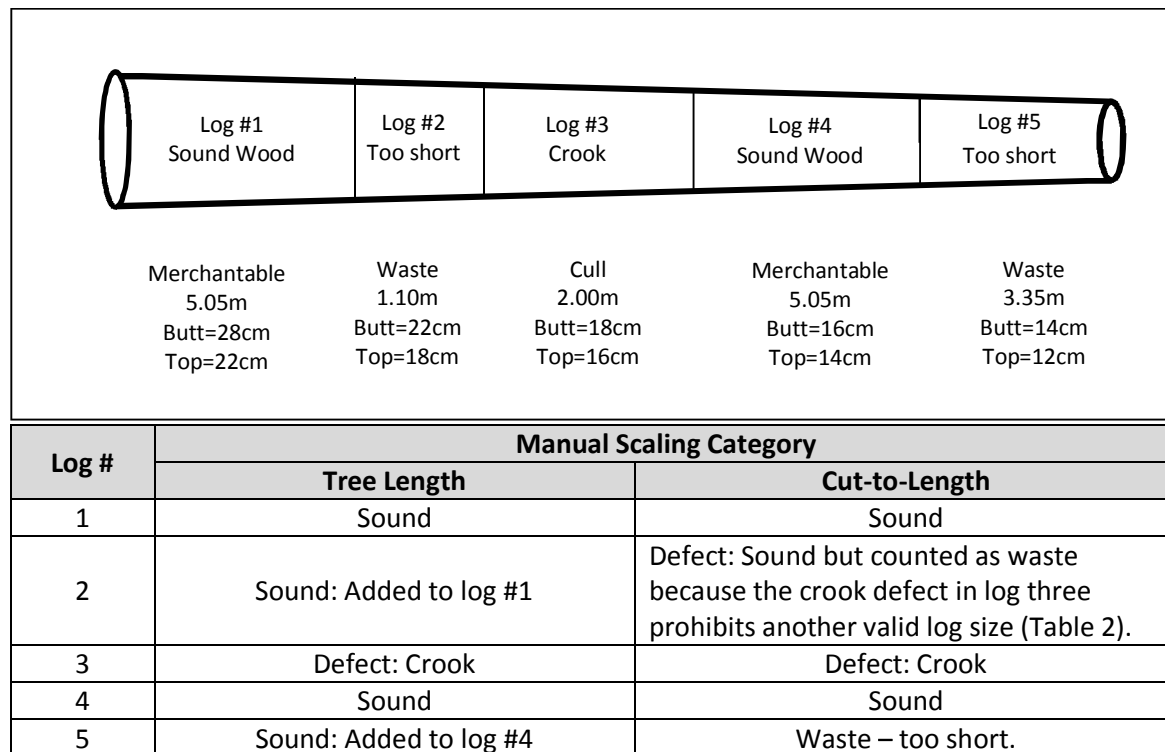 Log #1
Sound Wood
Log #2
Too short
Log #3
Crook
Log #4
Sound Wood
Log #5
Too short
Merchantable
5.05m
Butt=28cm
Top=22cm
Waste
1.10m
Butt=22cm
Top=18cm
Cull
2.00m
Butt=18cm
Top=16cm
Merchantable
5.05m
Butt=16cm
Top=14cm
Waste
3.35m
Butt=14cm
Top=12cm
Log #
Manual Scaling Category
Tree Length
Cut-to-Length
1
Sound
Sound
2
Sound: Added to log #1
Defect: Sound but counted as waste
because the crook defect in log three
prohibits another valid log size (Table 2).
3
Defect: Crook
Defect: Crook
4
Sound
Sound
5
Sound: Added to log #4
Waste – too short.